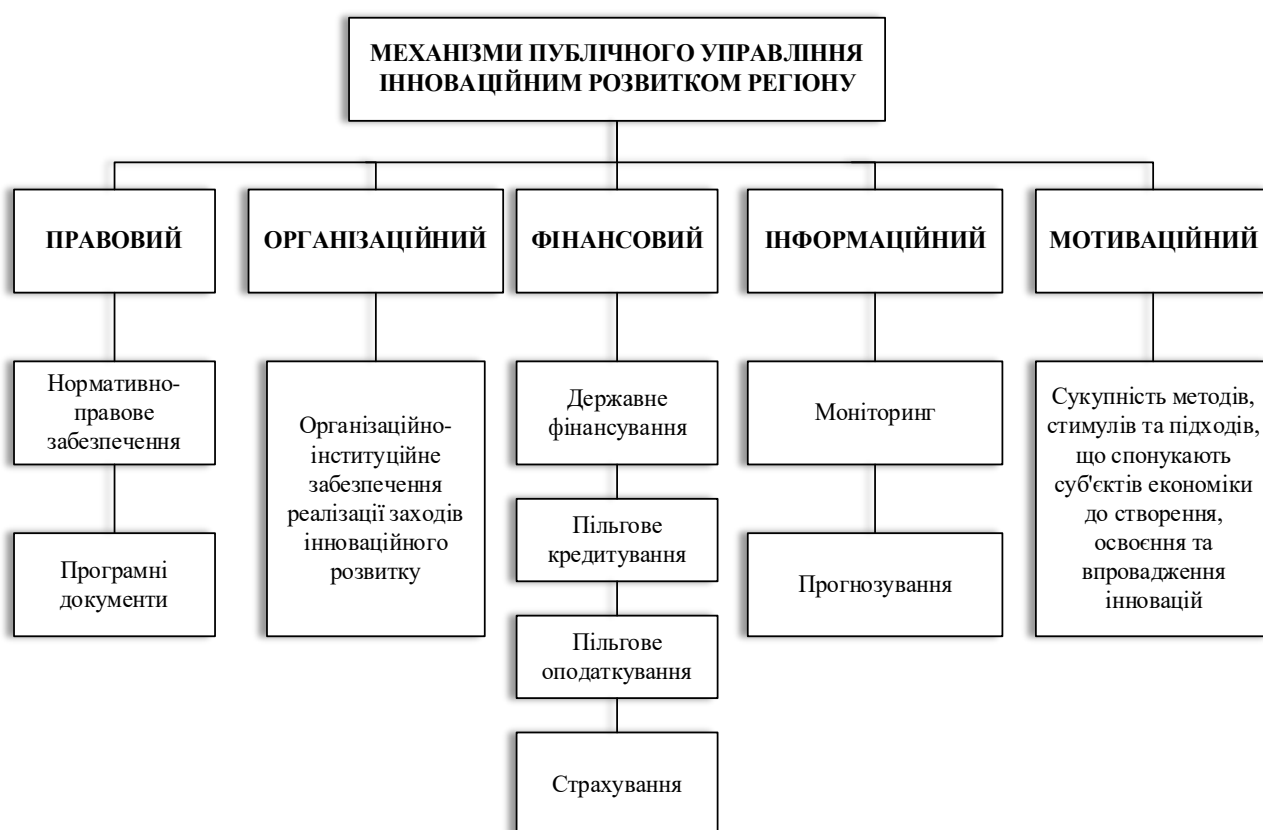 МЕХАНІЗМИ ПУБЛІЧНОГО УПРАВЛІННЯ
ІННОВАЦІЙНИМ РОЗВИТКОМ РЕГІОНУ
ПРАВОВИЙ
ОРГАНІЗАЦІЙНИЙ
ФІНАНСОВИЙ
ІНФОРМАЦІЙНИЙ
МОТИВАЦІЙНИЙ
Нормативно-
правове
забезпечення
Програмні
документи
Організаційно-
інституційне
забезпечення
реалізації заходів
інноваційного
розвитку
Державне
фінансування
Пільгове
кредитування
Пільгове
оподаткування
Страхування
Моніторинг
Прогнозування
Сукупність методів,
стимулів та підходів,
що спонукають
суб'єктів економіки
до створення,
освоєння та
впровадження
інновацій